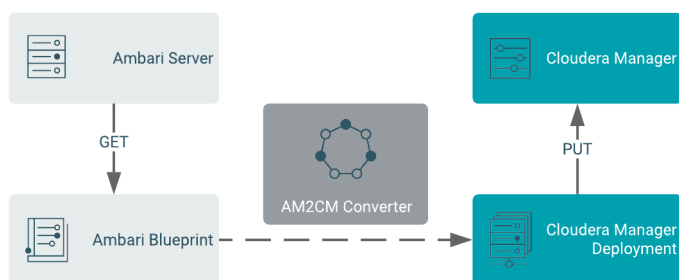 Ambari Server
Cloudera Manager
GET
PUT
AM2CM Converter
Ambari Blueprint
Cloudera Manager
Deployment